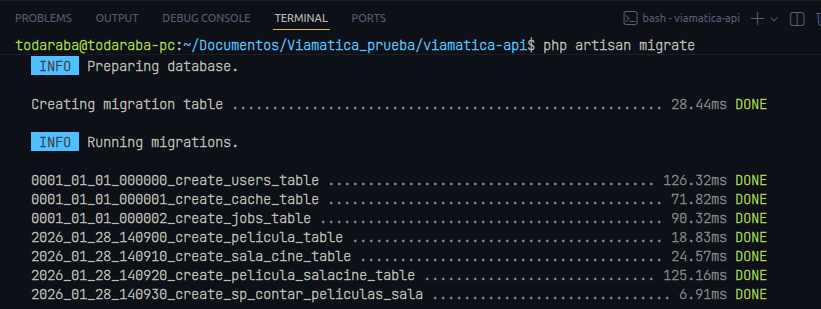 PROBLEMS OUTPUT DEBUG CONSOLE TERMINAL PORTS bash - viamatica-api
todaraba@todaraba-pc:~/Documentos/Viamatica_prueba/viamatica-api$ php artisan migrate
INFO Preparing database.
Creating migration table ...................................................... 28.44ms DONE
INFO Running migrations.
0001_01_01_000000_create_users_table ......................................... 126.32ms DONE
0001_01_01_000001_create_cache_table .......................................... 71.82ms DONE
0001_01_01_000002_create_jobs_table ........................................... 90.32ms DONE
2026_01_28_140900_create_pelicula_table ....................................... 18.83ms DONE
2026_01_28_140910_create_sala_cine_table ...................................... 24.57ms DONE
2026_01_28_140920_create_pelicula_salacine_table ............................. 125.16ms DONE
2026_01_28_140930_create_sp_contar_peliculas_sala .............................. 6.91ms DONE